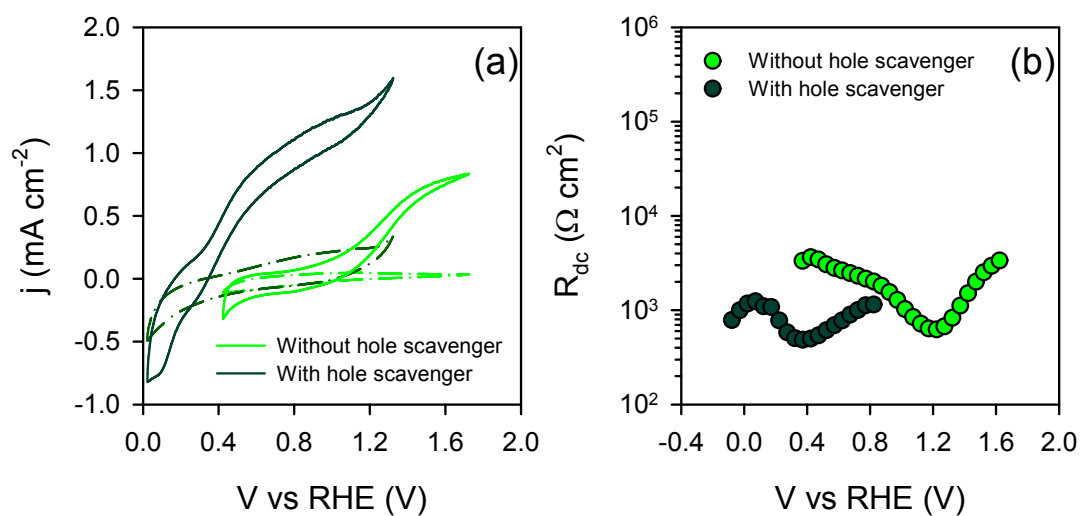 (a)
2.0
1.5
1.0
0.5
0.0
-0.5
-1.0
j (mA cm⁻²)
Without hole scavenger
With hole scavenger
0.0 0.4 0.8 1.2 1.6 2.0
V vs RHE (V)
(b)
10⁶
10⁵
10⁴
10³
10²
R_dc (Ω cm²)
Without hole scavenger
With hole scavenger
-0.4 0.0 0.4 0.8 1.2 1.6 2.0
V vs RHE (V)